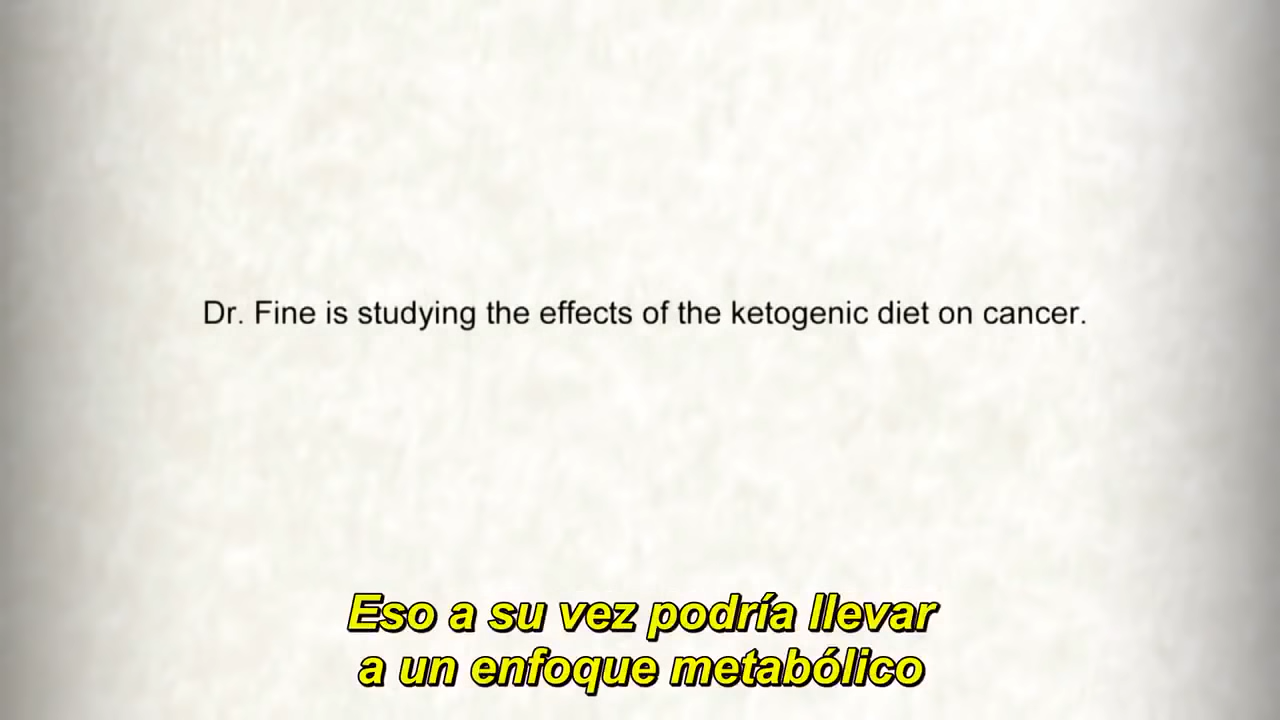 Dr. Fine is studying the effects of the ketogenic diet on cancer.
Eso a su vez podría llevar
a un enfoque metabólico